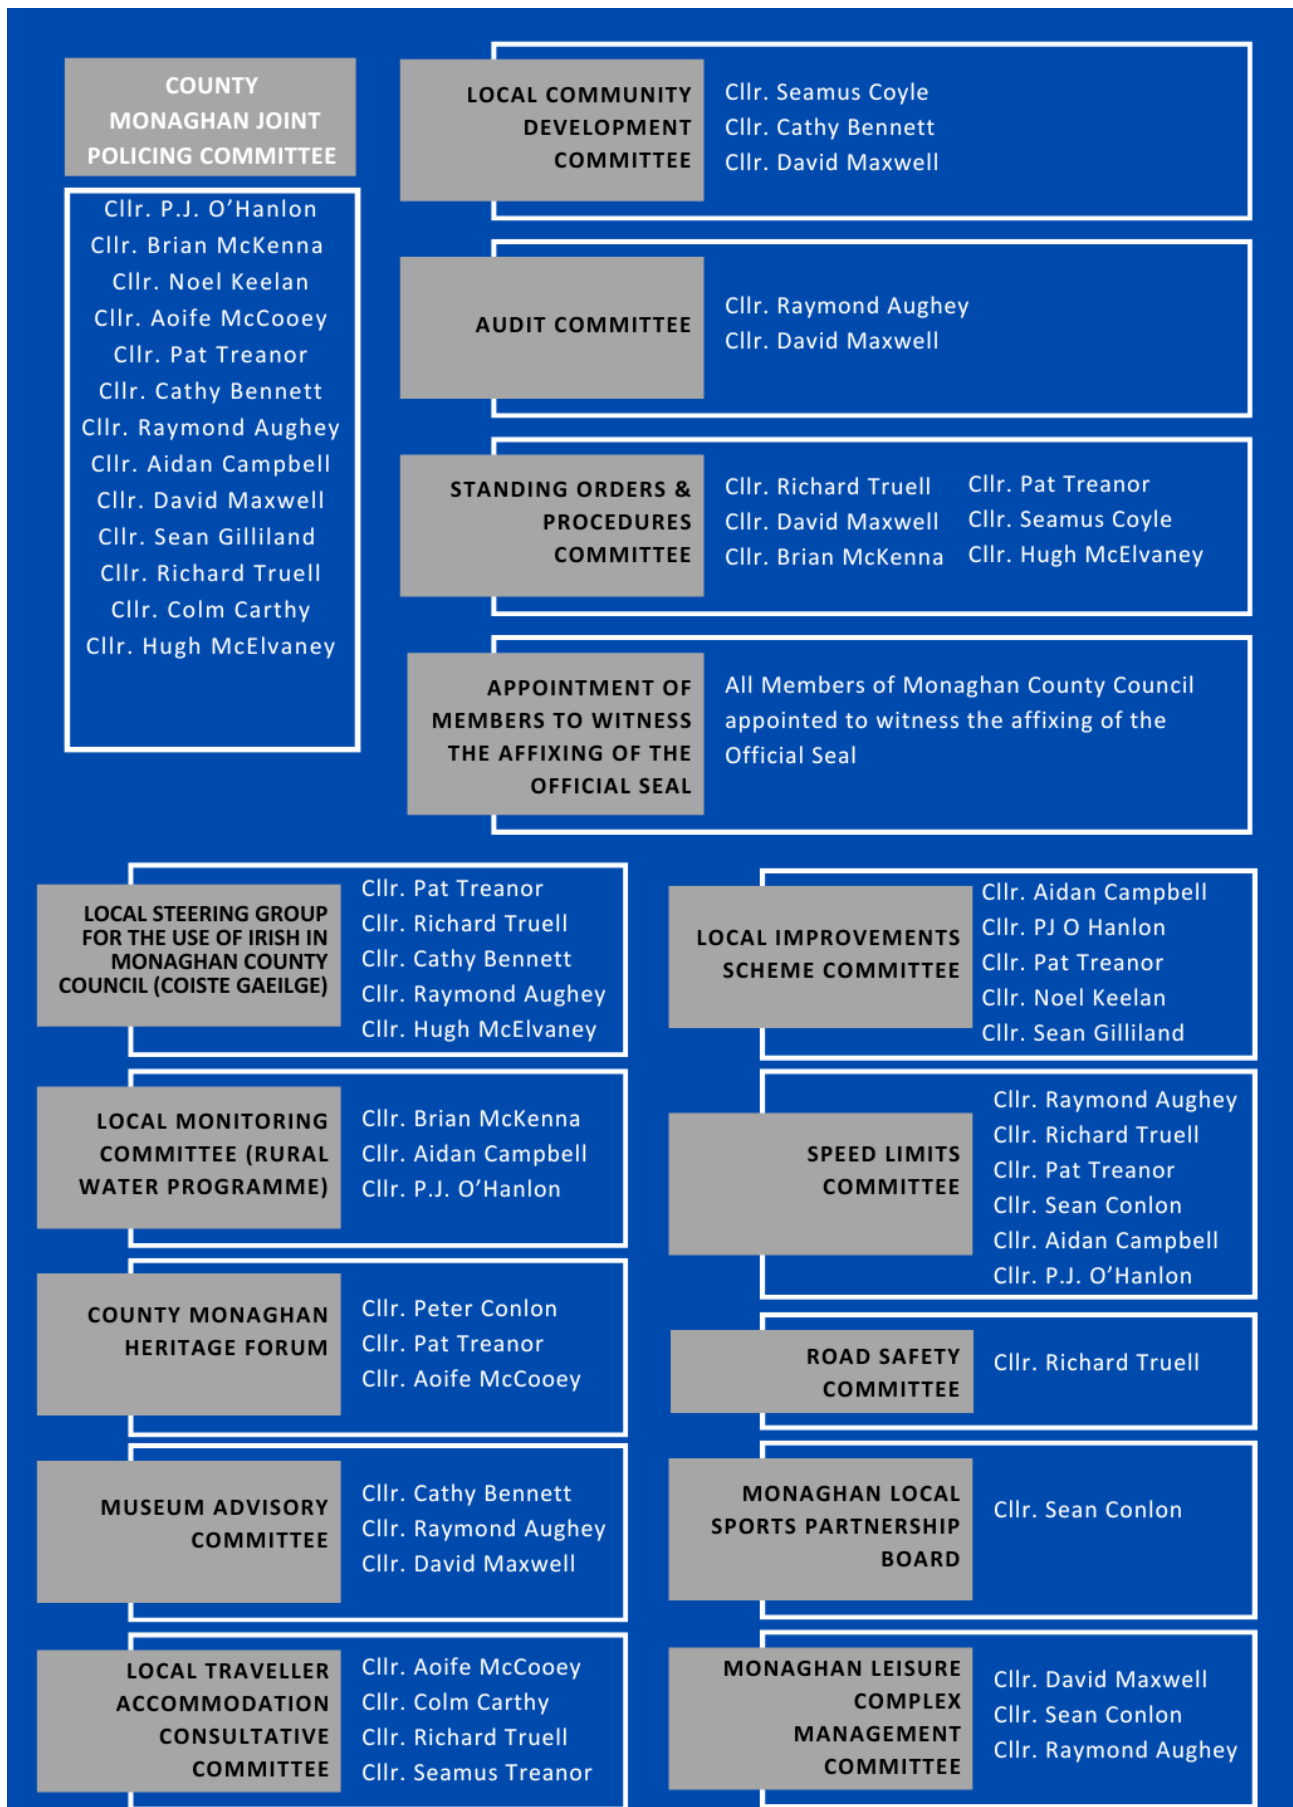 COUNTY
MONAGHAN JOINT
POLICING COMMITTEE
Cllr. P.J. O’Hanlon
Cllr. Brian McKenna
Cllr. Noel Keelan
Cllr. Aoife McCooey
Cllr. Pat Treanor
Cllr. Cathy Bennett
Cllr. Raymond Aughey
Cllr. Aidan Campbell
Cllr. David Maxwell
Cllr. Sean Gilliland
Cllr. Richard Truell
Cllr. Colm Carthy
Cllr. Hugh McElvaney
LOCAL COMMUNITY
DEVELOPMENT
COMMITTEE
Cllr. Seamus Coyle
Cllr. Cathy Bennett
Cllr. David Maxwell
AUDIT COMMITTEE
Cllr. Raymond Aughey
Cllr. David Maxwell
STANDING ORDERS &
PROCEDURES
COMMITTEE
Cllr. Richard Truell
Cllr. David Maxwell
Cllr. Brian McKenna
Cllr. Pat Treanor
Cllr. Seamus Coyle
Cllr. Hugh McElvaney
APPOINTMENT OF
MEMBERS TO WITNESS
THE AFFIXING OF THE
OFFICIAL SEAL
All Members of Monaghan County Council
appointed to witness the affixing of the
Official Seal
LOCAL STEERING GROUP
FOR THE USE OF IRISH IN
MONAGHAN COUNTY
COUNCIL (COISTE GAEILGE)
Cllr. Pat Treanor
Cllr. Richard Truell
Cllr. Cathy Bennett
Cllr. Raymond Aughey
Cllr. Hugh McElvaney
LOCAL MONITORING
COMMITTEE (RURAL
WATER PROGRAMME)
Cllr. Brian McKenna
Cllr. Aidan Campbell
Cllr. P.J. O’Hanlon
COUNTY MONAGHAN
HERITAGE FORUM
Cllr. Peter Conlon
Cllr. Pat Treanor
Cllr. Aoife McCooey
MUSEUM ADVISORY
COMMITTEE
Cllr. Cathy Bennett
Cllr. Raymond Aughey
Cllr. David Maxwell
LOCAL TRAVELLER
ACCOMMODATION
CONSULTATIVE
COMMITTEE
Cllr. Aoife McCooey
Cllr. Colm Carthy
Cllr. Richard Truell
Cllr. Seamus Treanor
LOCAL IMPROVEMENTS
SCHEME COMMITTEE
Cllr. Aidan Campbell
Cllr. PJ O Hanlon
Cllr. Pat Treanor
Cllr. Noel Keelan
Cllr. Sean Gilliland
SPEED LIMITS
COMMITTEE
Cllr. Raymond Aughey
Cllr. Richard Truell
Cllr. Pat Treanor
Cllr. Sean Conlon
Cllr. Aidan Campbell
Cllr. P.J. O’Hanlon
ROAD SAFETY
COMMITTEE
Cllr. Richard Truell
MONAGHAN LOCAL
SPORTS PARTNERSHIP
BOARD
Cllr. Sean Conlon
MONAGHAN LEISURE
COMPLEX
MANAGEMENT
COMMITTEE
Cllr. David Maxwell
Cllr. Sean Conlon
Cllr. Raymond Aughey